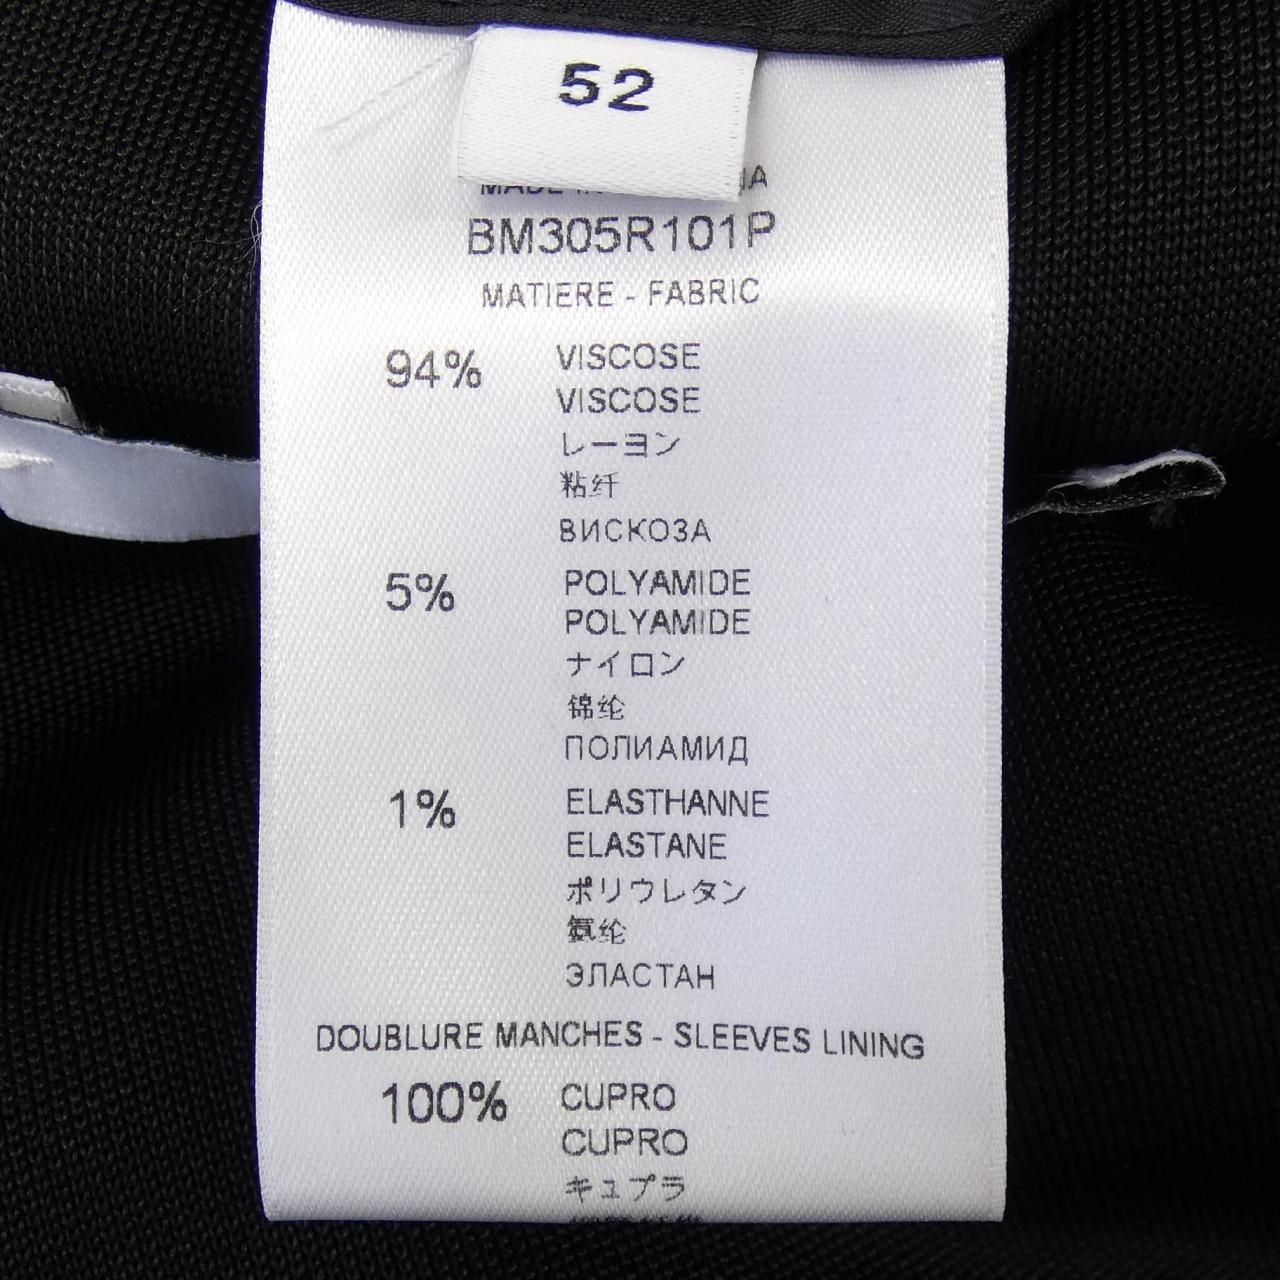 52
BM305R101P
MATIERE - FABRIC
94% VISCOSE
VISCOSE
レーヨン
粘纤
ВИСКОЗА
5% POLYAMIDE
POLYAMIDE
ナイロン
锦纶
ПОЛИАМИД
1% ELASTHANNE
ELASTANE
ポリウレタン
氨纶
ЭЛАСТАН
DOUBLURE MANCHES - SLEEVES LINING
100% CUPRO
CUPRO
キュプラ